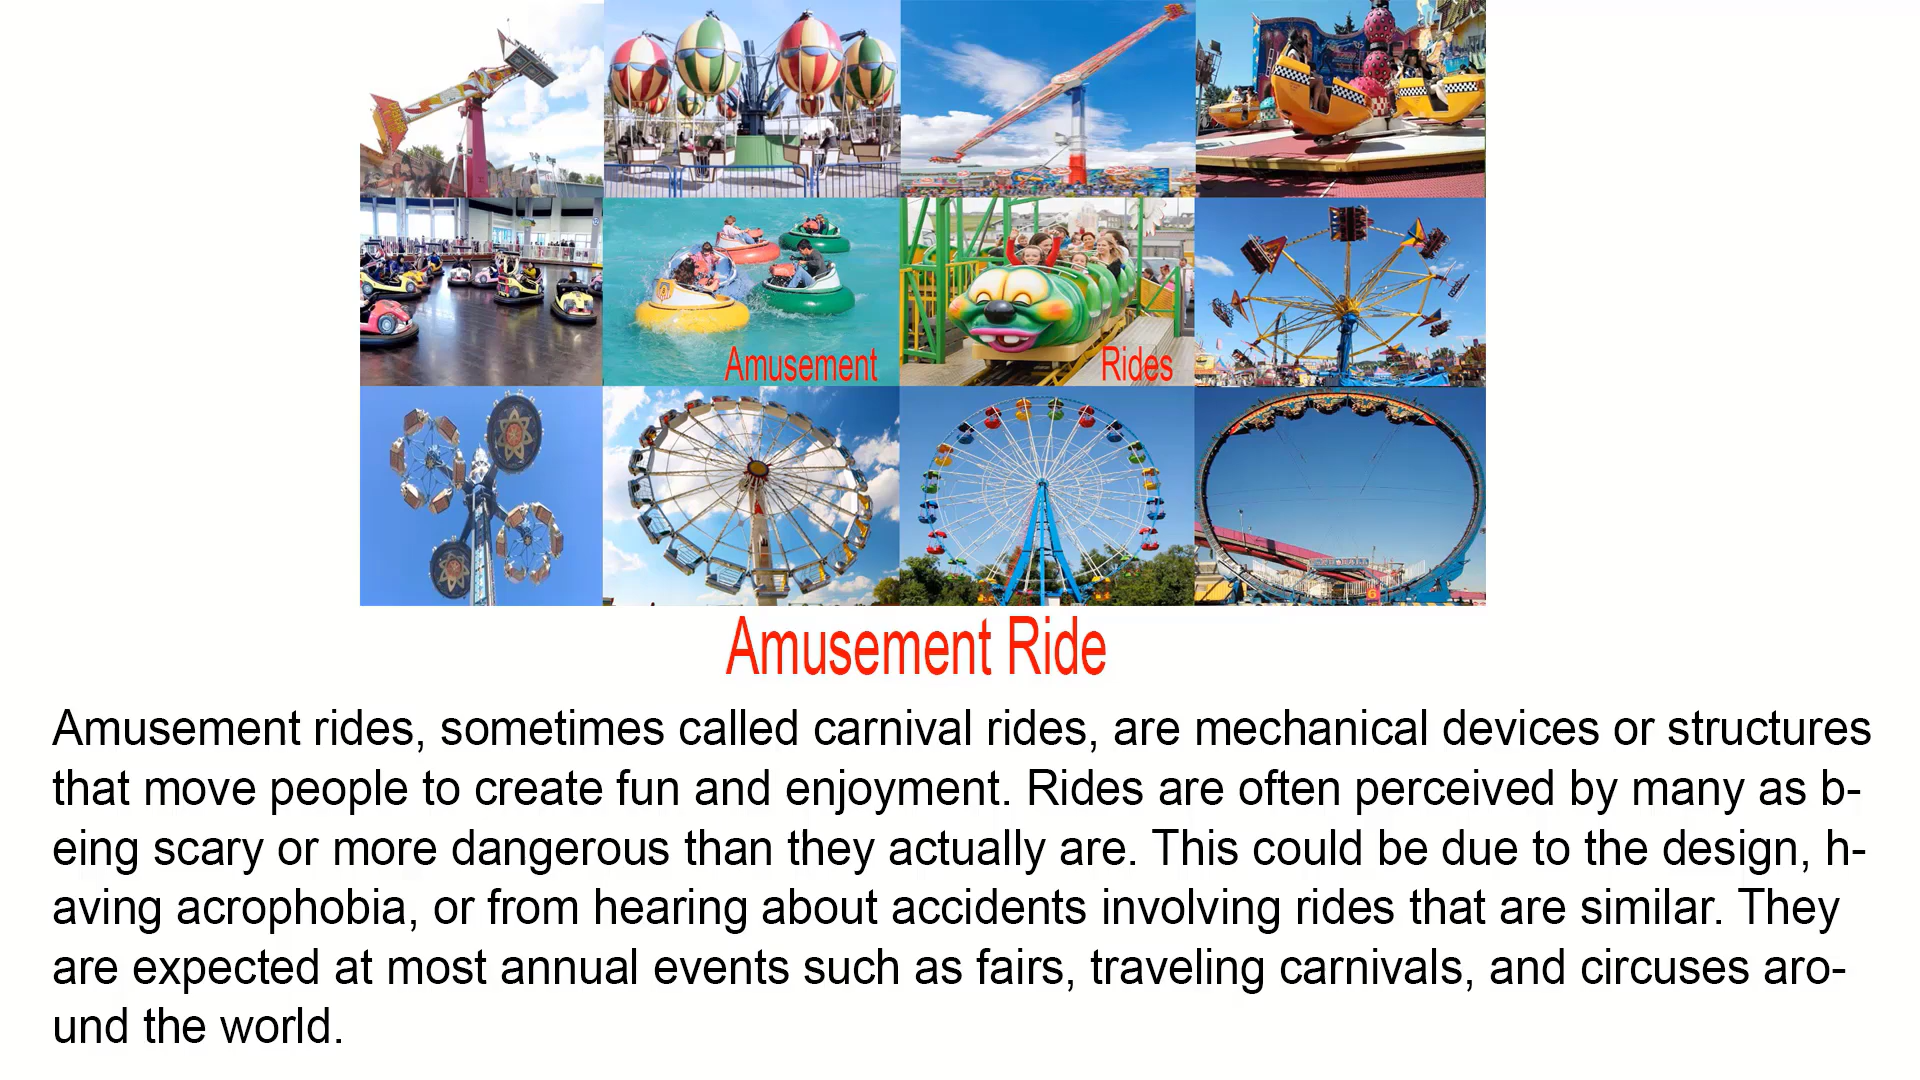 Amusement Rides
Amusement Ride
Amusement rides, sometimes called carnival rides, are mechanical devices or structures
that move people to create fun and enjoyment. Rides are often perceived by many as b-
eing scary or more dangerous than they actually are. This could be due to the design, h-
aving acrophobia, or from hearing about accidents involving rides that are similar. They
are expected at most annual events such as fairs, traveling carnivals, and circuses aro-
und the world.